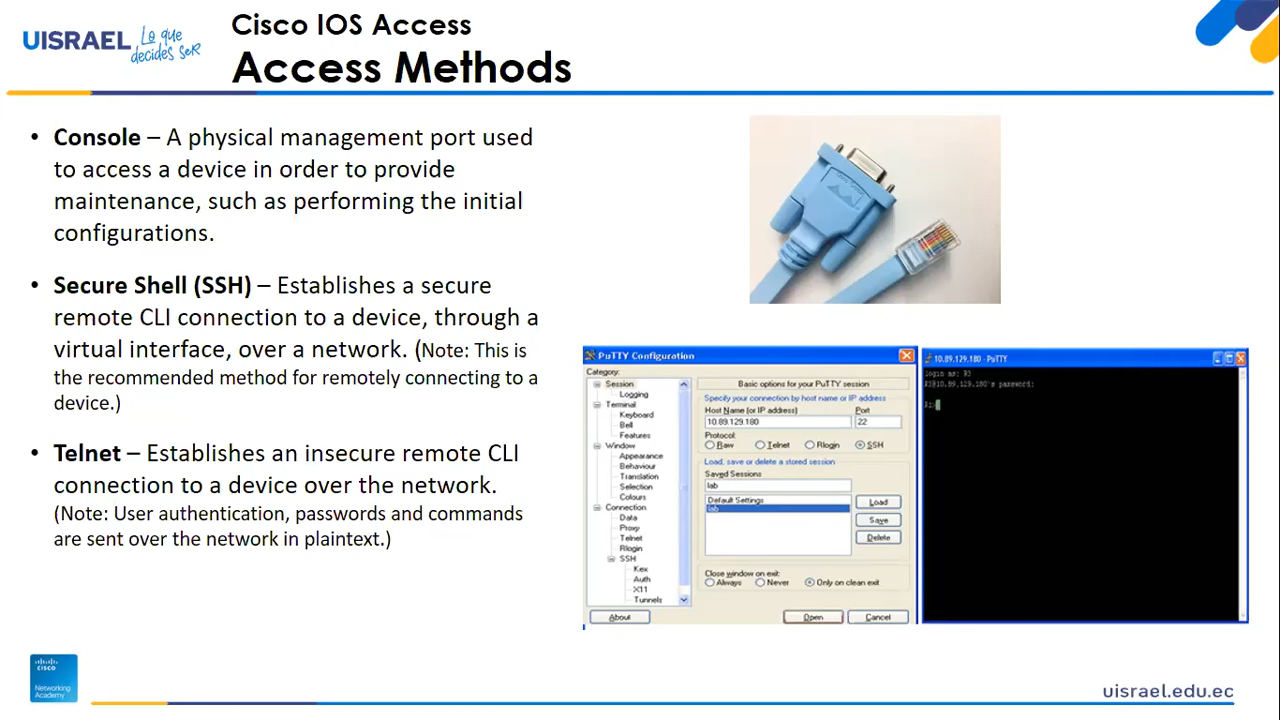 UISRAEL
Lo que
decides seR
Cisco IOS Access
Access Methods
• Console – A physical management port used
to access a device in order to provide
maintenance, such as performing the initial
configurations.
• Secure Shell (SSH) – Establishes a secure
remote CLI connection to a device, through a
virtual interface, over a network. (Note: This is
the recommended method for remotely connecting to a
device.)
• Telnet – Establishes an insecure remote CLI
connection to a device over the network.
(Note: User authentication, passwords and commands
are sent over the network in plaintext.)
PuTTY Configuration
Category:
Session
Logging
Terminal
Keyboard
Bell
Features
Window
Appearance
Behaviour
Translation
Selection
Colours
Connection
Data
Proxy
Telnet
Rlogin
SSH
Kex
Auth
X11
Tunnels
Basic options for your PuTTY session
Specify your connection by host name or IP address
Host Name (or IP address) Port
10.89.129.180 22
Protocol:
Raw Telnet Rlogin SSH
Load, save or delete a stored session
Saved Sessions
lab
Default Settings
lab
Load
Save
Delete
Close window on exit:
Always Never Only on clean exit
About Open Cancel
10.89.129.180 - PuTTY
login as: R3
R3@10.89.129.180's password:
cisco
Networking
Academy
uisrael.edu.ec